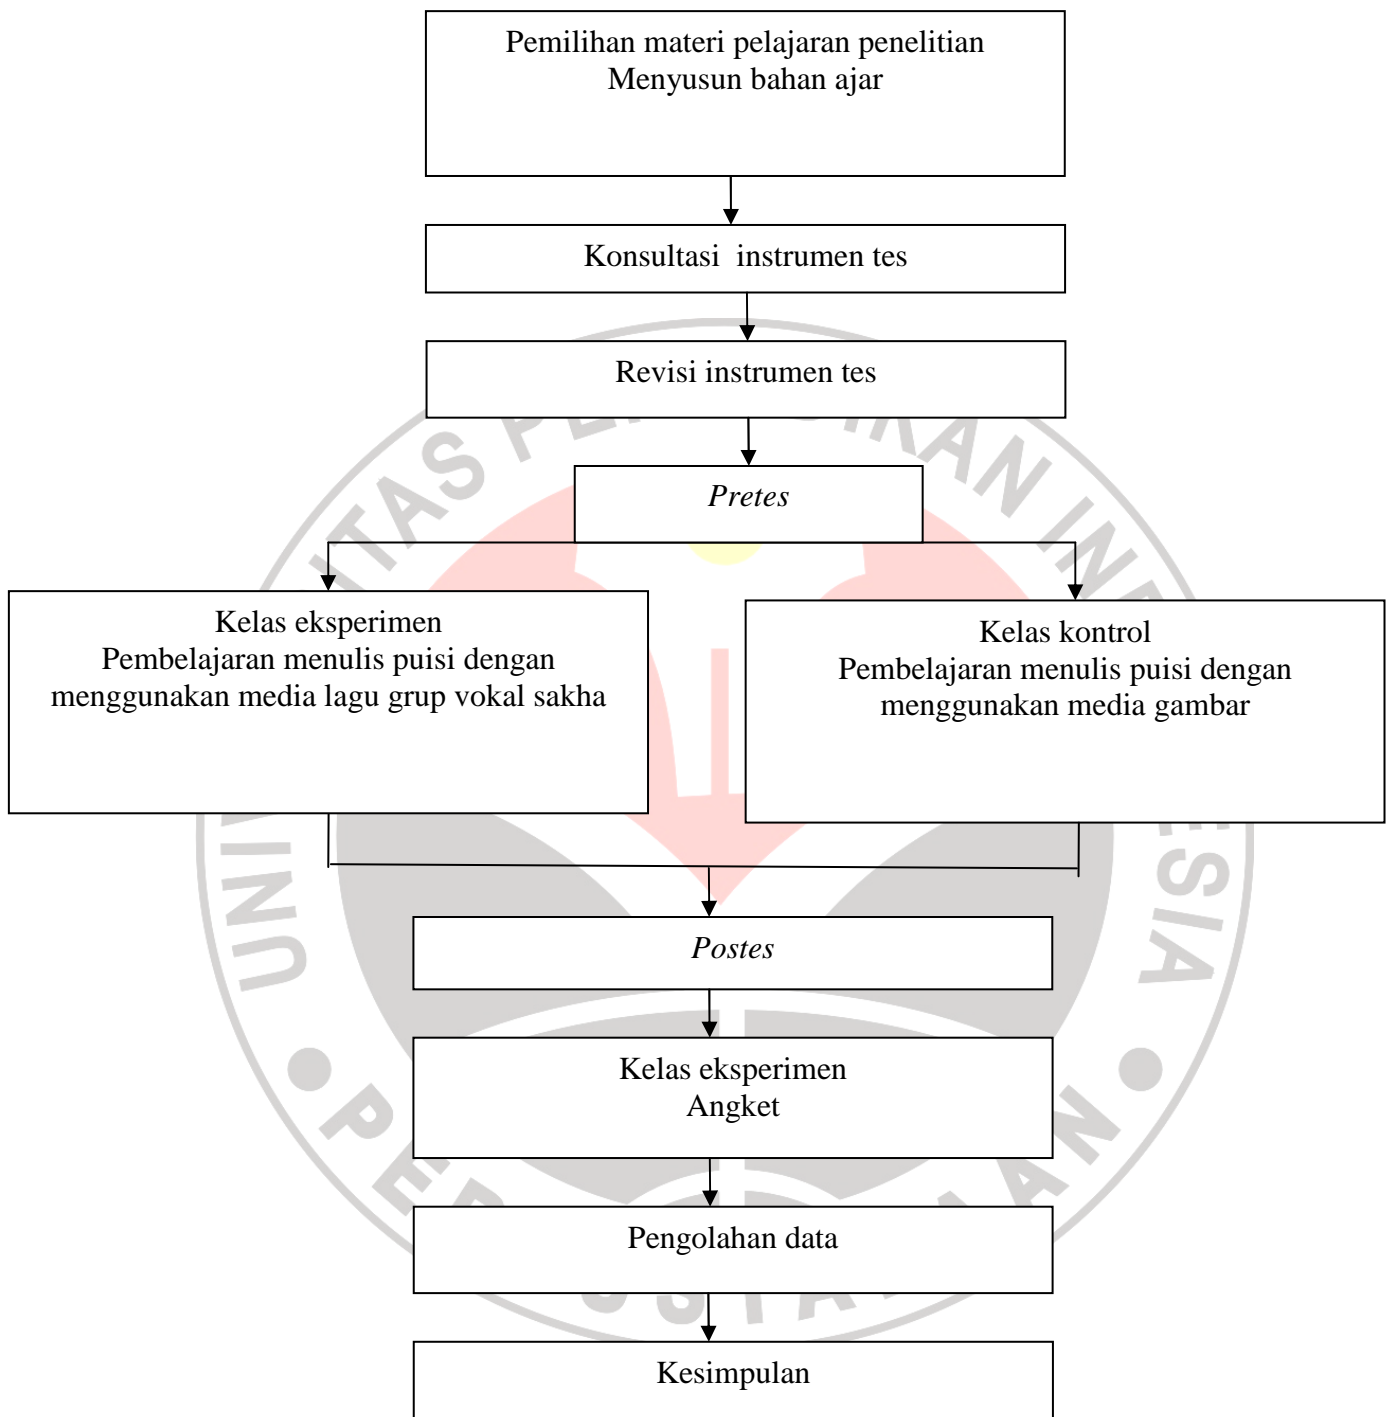 Pemilihan materi pelajaran penelitian
Menyusun bahan ajar
Konsultasi instrumen tes
Revisi instrumen tes
Pretes
Kelas eksperimen
Pembelajaran menulis puisi dengan
menggunakan media lagu grup vokal sakha
Kelas kontrol
Pembelajaran menulis puisi dengan
menggunakan media gambar
Postes
Kelas eksperimen
Angket
Pengolahan data
Kesimpulan